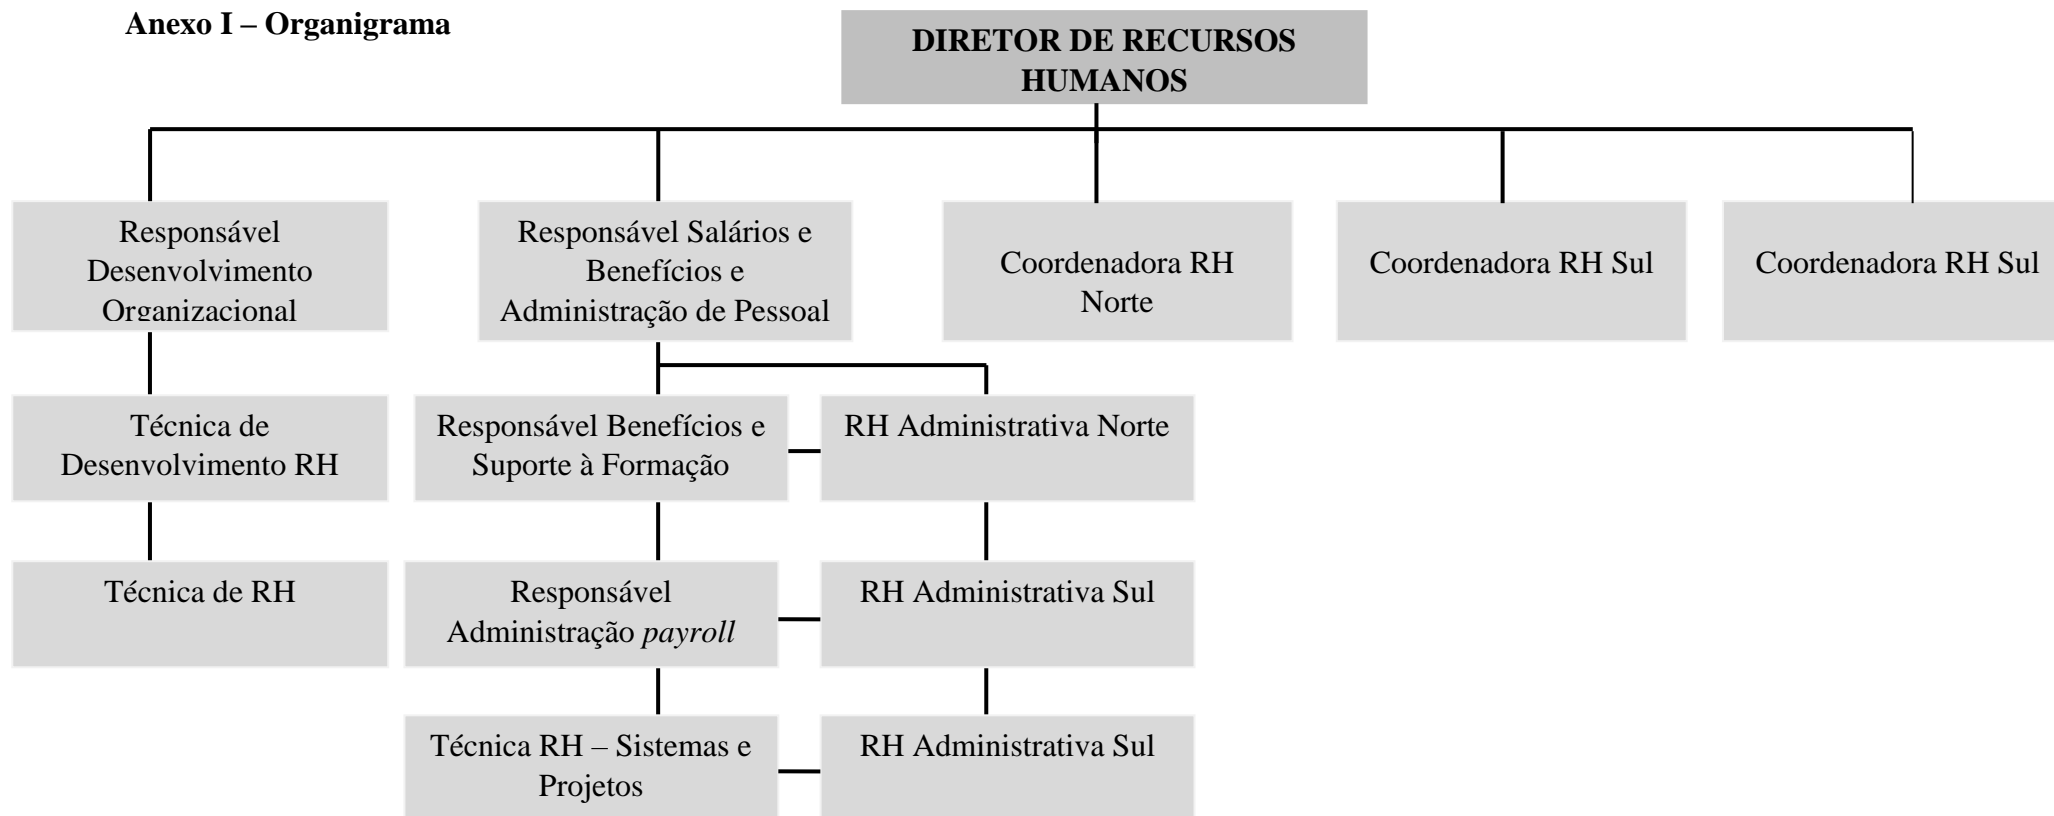 Anexo I – Organigrama
DIRETOR DE RECURSOS
HUMANOS
Responsável
Desenvolvimento
Organizacional
Responsável Salários e
Benefícios e
Administração de Pessoal
Coordenadora RH
Norte
Coordenadora RH Sul
Coordenadora RH Sul
Técnica de
Desenvolvimento RH
Responsável Benefícios e
Suporte à Formação
RH Administrativa Norte
Técnica de RH
Responsável
Administração payroll
RH Administrativa Sul
Técnica RH – Sistemas e
Projetos
RH Administrativa Sul